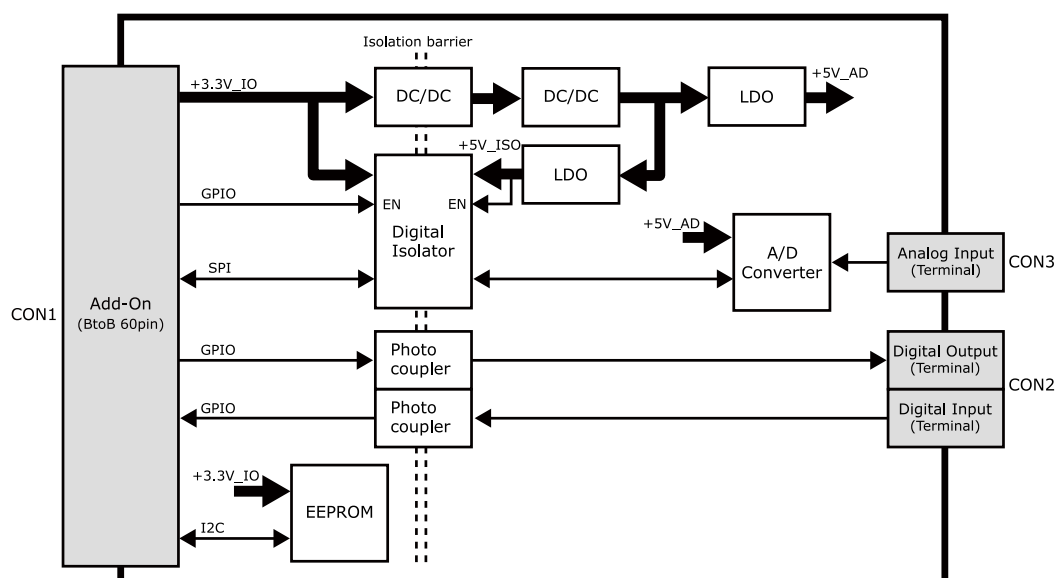 Isolation barrier
+3.3V_IO
DC/DC
DC/DC
LDO
+5V_AD
+5V_ISO
LDO
GPIO
EN
EN
Digital
Isolator
+5V_AD
A/D
Converter
Analog Input
(Terminal)
CON3
SPI
CON1
Add-On
(BtoB 60pin)
GPIO
Photo
coupler
Digital Output
(Terminal)
CON2
GPIO
Photo
coupler
Digital Input
(Terminal)
+3.3V_IO
EEPROM
I2C